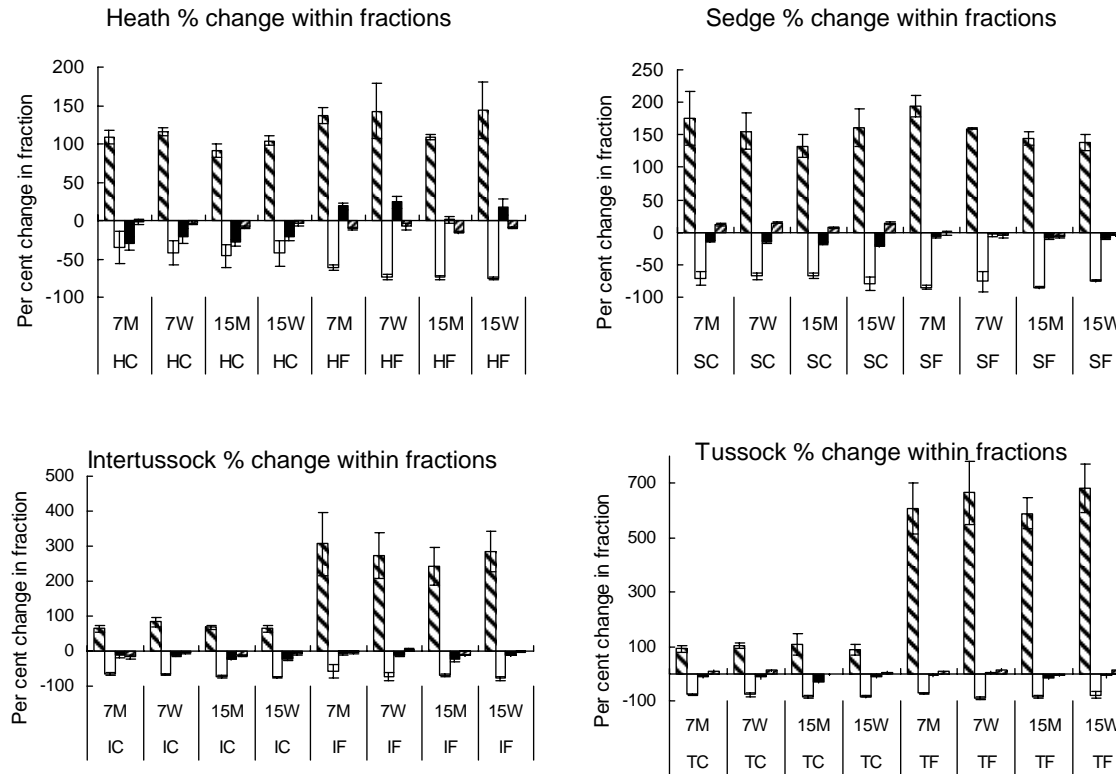 Heath % change within fractions
Per cent change in fraction
200
150
100
50
0
-50
-100
7M 7W 15M 15W 7M 7W 15M 15W
HC HC HC HC HF HF HF HF
Sedge % change within fractions
Per cent change in fraction
250
200
150
100
50
0
-50
-100
7M 7W 15M 15W 7M 7W 15M 15W
SC SC SC SC SF SF SF SF
Intertussock % change within fractions
Per cent change in fraction
500
400
300
200
100
0
-100
7M 7W 15M 15W 7M 7W 15M 15W
IC IC IC IC IF IF IF IF
Tussock % change within fractions
Per cent change in fraction
700
500
300
100
-100
7M 7W 15M 15W 7M 7W 15M 15W
TC TC TC TC TF TF TF TF